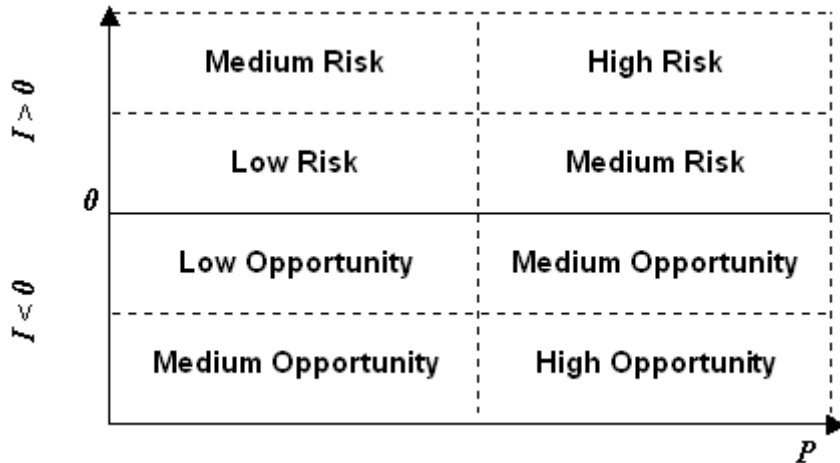 Medium Risk High Risk
I > 0
Low Risk Medium Risk
0
Low Opportunity Medium Opportunity
I < 0
Medium Opportunity High Opportunity
P